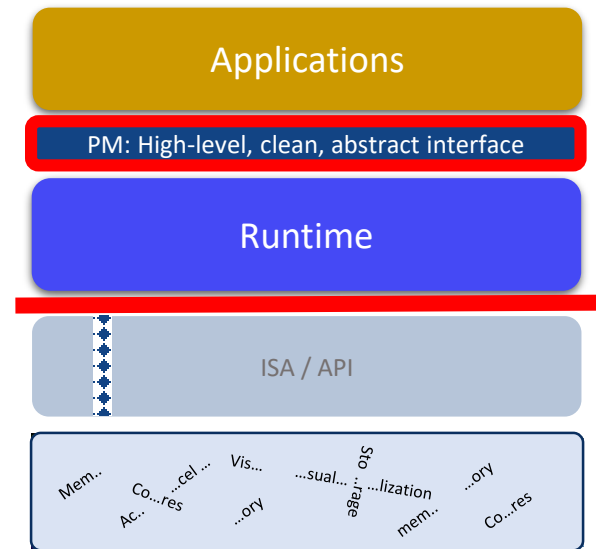 Applications
PM: High-level, clean, abstract interface
Runtime
ISA / API
Mem..
Co...res
Ac..
...cel ...
Vis...
...ory
...sual...
Sto ..rage
...lization
mem..
...ory
Co...res